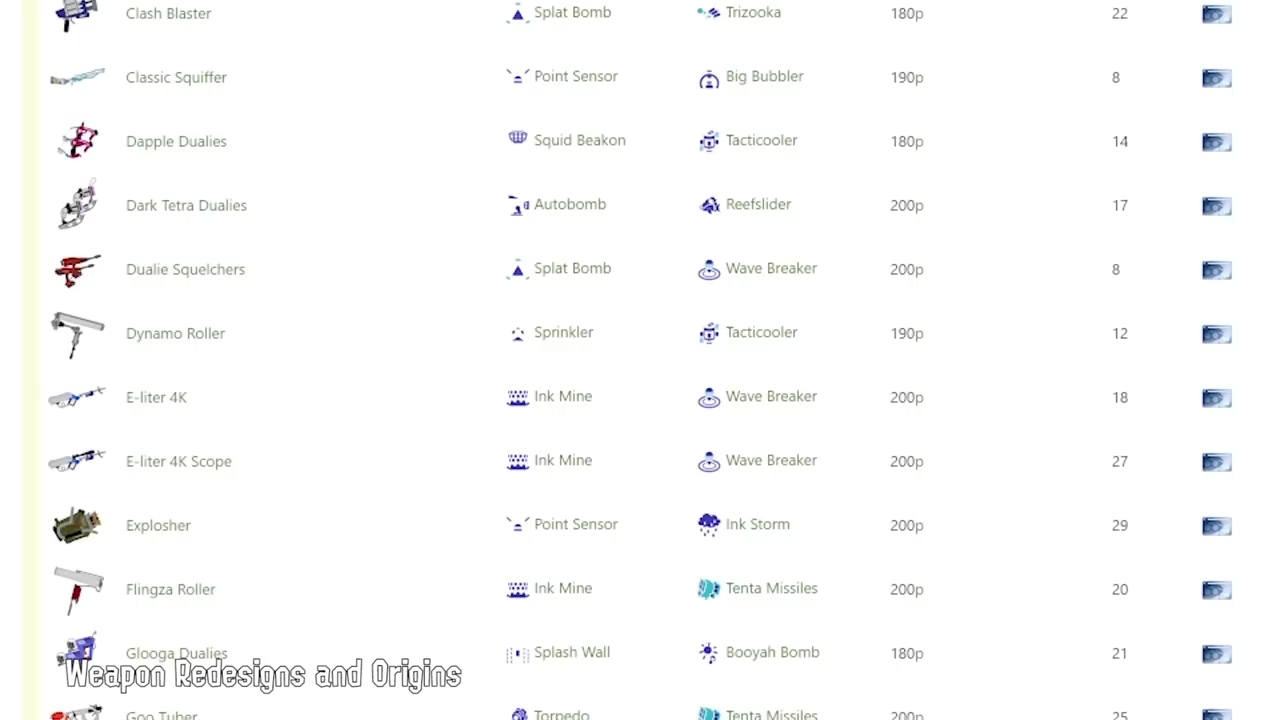 Clash Blaster Splat Bomb Trizooka 180p 22
Classic Squiffer Point Sensor Big Bubbler 190p 8
Dapple Dualies Squid Beakon Tacticooler 180p 14
Dark Tetra Dualies Autobomb Reefslider 200p 17
Dualie Squelchers Splat Bomb Wave Breaker 200p 8
Dynamo Roller Sprinkler Tacticooler 190p 12
E-liter 4K Ink Mine Wave Breaker 200p 18
E-liter 4K Scope Ink Mine Wave Breaker 200p 27
Explosher Point Sensor Ink Storm 200p 29
Flingza Roller Ink Mine Tenta Missiles 200p 20
Glooga Dualies Splash Wall Booyah Bomb 180p 21
Weapon Redesigns and Origins
Goo Tuber Torpedo Tenta Missiles 200p 25